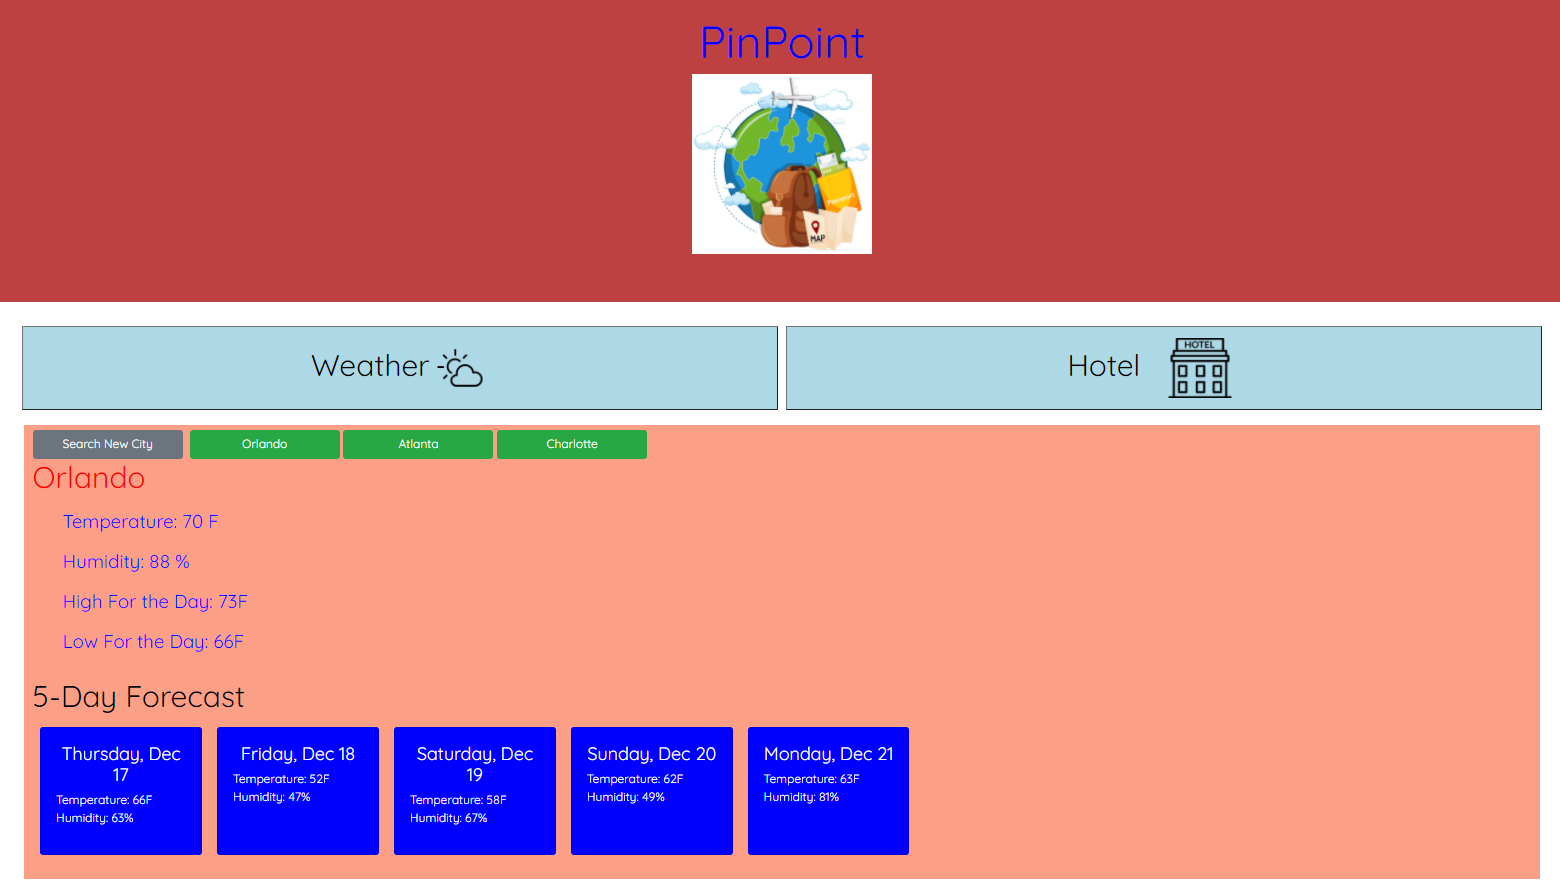 PinPoint
Passport
MAP
Weather
Hotel
HOTEL
Search New City
Orlando
Atlanta
Charlotte
Orlando
Temperature: 70 F
Humidity: 88 %
High For the Day: 73F
Low For the Day: 66F
5-Day Forecast
Thursday, Dec
17
Temperature: 66F
Humidity: 63%
Friday, Dec 18
Temperature: 52F
Humidity: 47%
Saturday, Dec
19
Temperature: 58F
Humidity: 67%
Sunday, Dec 20
Temperature: 62F
Humidity: 49%
Monday, Dec 21
Temperature: 63F
Humidity: 81%